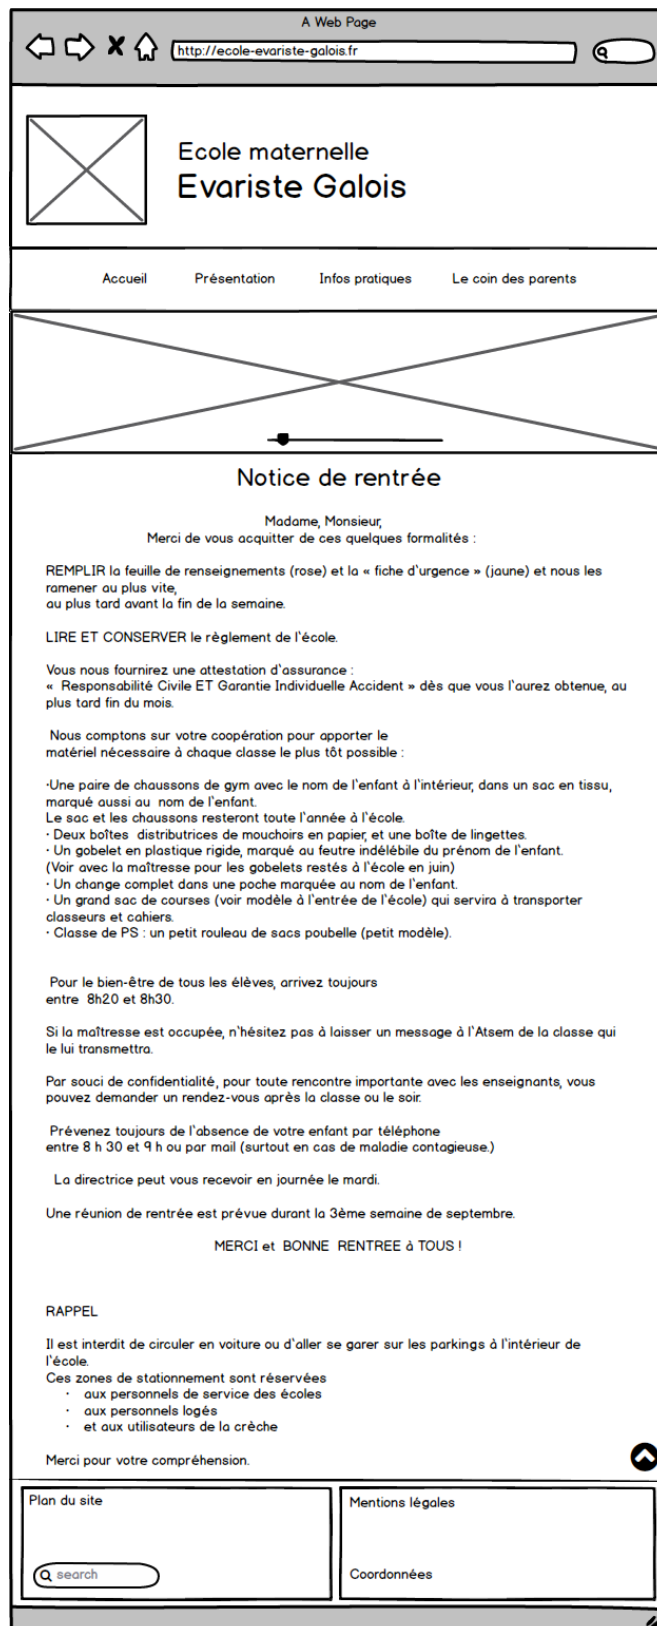 A Web Page
http://ecole-evariste-galois.fr
Ecole maternelle
Evariste Galois
Accueil Présentation Infos pratiques Le coin des parents
Notice de rentrée
Madame, Monsieur,
Merci de vous acquitter de ces quelques formalités :
REMPLIR la feuille de renseignements (rose) et la « fiche d'urgence » (jaune) et nous les
ramener au plus vite,
au plus tard avant la fin de la semaine.
LIRE ET CONSERVER le règlement de l'école.
Vous nous fournirez une attestation d'assurance :
« Responsabilité Civile ET Garantie Individuelle Accident » dès que vous l'aurez obtenue, au
plus tard fin du mois.
Nous comptons sur votre coopération pour apporter le
matériel nécessaire à chaque classe le plus tôt possible :
·Une paire de chaussons de gym avec le nom de l'enfant à l'intérieur, dans un sac en tissu,
marqué aussi au nom de l'enfant.
Le sac et les chaussons resteront toute l'année à l'école.
· Deux boîtes distributrices de mouchoirs en papier, et une boîte de lingettes.
· Un gobelet en plastique rigide, marqué au feutre indélébile du prénom de l'enfant.
(Voir avec la maîtresse pour les gobelets restés à l'école en juin)
· Un change complet dans une poche marquée au nom de l'enfant.
· Un grand sac de courses (voir modèle à l'entrée de l'école) qui servira à transporter
classeurs et cahiers.
· Classe de PS : un petit rouleau de sacs poubelle (petit modèle).
Pour le bien-être de tous les élèves, arrivez toujours
entre 8h20 et 8h30.
Si la maîtresse est occupée, n'hésitez pas à laisser un message à l'Atsem de la classe qui
le lui transmettra.
Par souci de confidentialité, pour toute rencontre importante avec les enseignants, vous
pouvez demander un rendez-vous après la classe ou le soir.
Prévenez toujours de l'absence de votre enfant par téléphone
entre 8 h 30 et 9 h ou par mail (surtout en cas de maladie contagieuse.)
La directrice peut vous recevoir en journée le mardi.
Une réunion de rentrée est prévue durant la 3ème semaine de septembre.
MERCI et BONNE RENTREE à TOUS !
RAPPEL
Il est interdit de circuler en voiture ou d'aller se garer sur les parkings à l'intérieur de
l'école.
Ces zones de stationnement sont réservées
· aux personnels de service des écoles
· aux personnels logés
· et aux utilisateurs de la crèche
Merci pour votre compréhension.
Plan du site
search
Mentions légales
Coordonnées